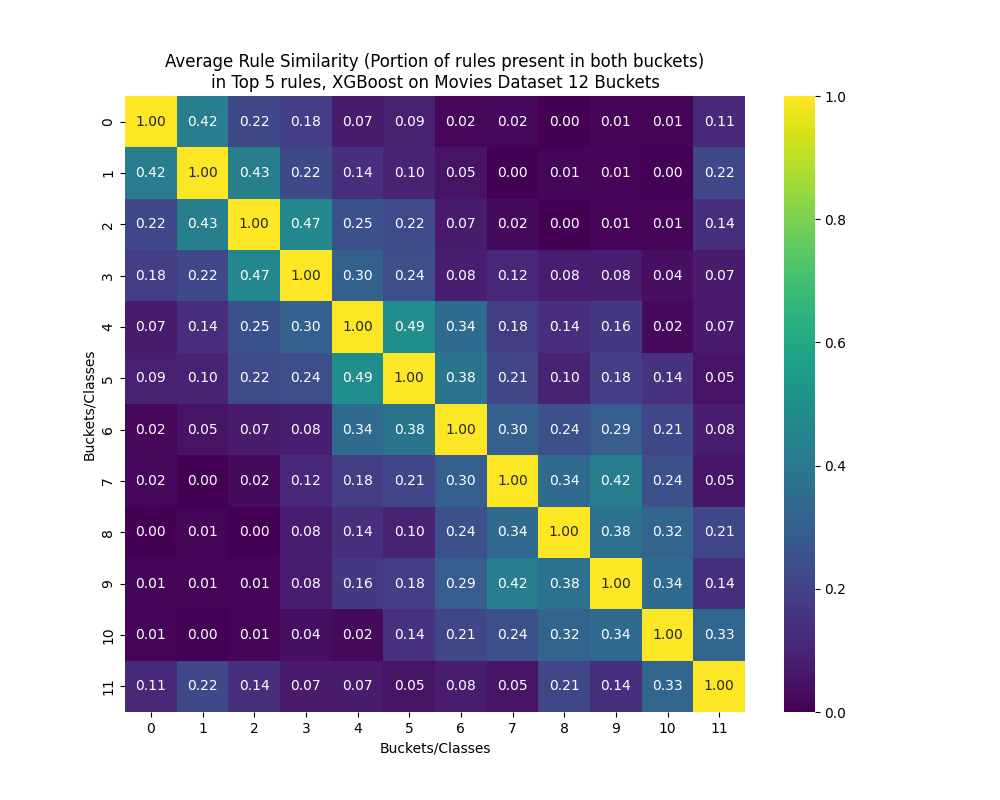 Average Rule Similarity (Portion of rules present in both buckets)
in Top 5 rules, XGBoost on Movies Dataset 12 Buckets
0 1.00 0.42 0.22 0.18 0.07 0.09 0.02 0.02 0.00 0.01 0.01 0.11
1 0.42 1.00 0.43 0.22 0.14 0.10 0.05 0.00 0.01 0.01 0.00 0.22
2 0.22 0.43 1.00 0.47 0.25 0.22 0.07 0.02 0.00 0.01 0.01 0.14
3 0.18 0.22 0.47 1.00 0.30 0.24 0.08 0.12 0.08 0.08 0.04 0.07
4 0.07 0.14 0.25 0.30 1.00 0.49 0.34 0.18 0.14 0.16 0.02 0.07
5 0.09 0.10 0.22 0.24 0.49 1.00 0.38 0.21 0.10 0.18 0.14 0.05
6 0.02 0.05 0.07 0.08 0.34 0.38 1.00 0.30 0.24 0.29 0.21 0.08
7 0.02 0.00 0.02 0.12 0.18 0.21 0.30 1.00 0.34 0.42 0.24 0.05
8 0.00 0.01 0.00 0.08 0.14 0.10 0.24 0.34 1.00 0.38 0.32 0.21
9 0.01 0.01 0.01 0.08 0.16 0.18 0.29 0.42 0.38 1.00 0.34 0.14
10 0.01 0.00 0.01 0.04 0.02 0.14 0.21 0.24 0.32 0.34 1.00 0.33
11 0.11 0.22 0.14 0.07 0.07 0.05 0.08 0.05 0.21 0.14 0.33 1.00
0 1 2 3 4 5 6 7 8 9 10 11
Buckets/Classes
Buckets/Classes
1.0
0.8
0.6
0.4
0.2
0.0